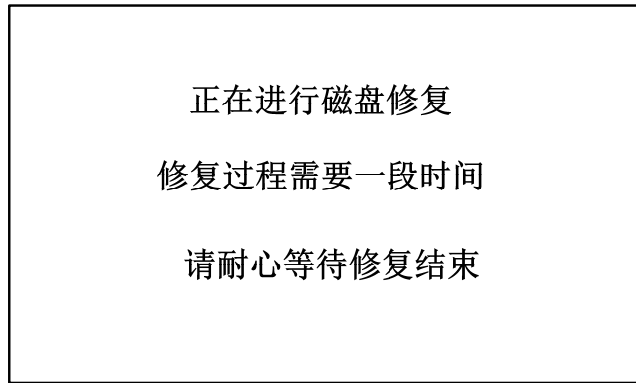 正在进行磁盘修复
修复过程需要一段时间
请耐心等待修复结束